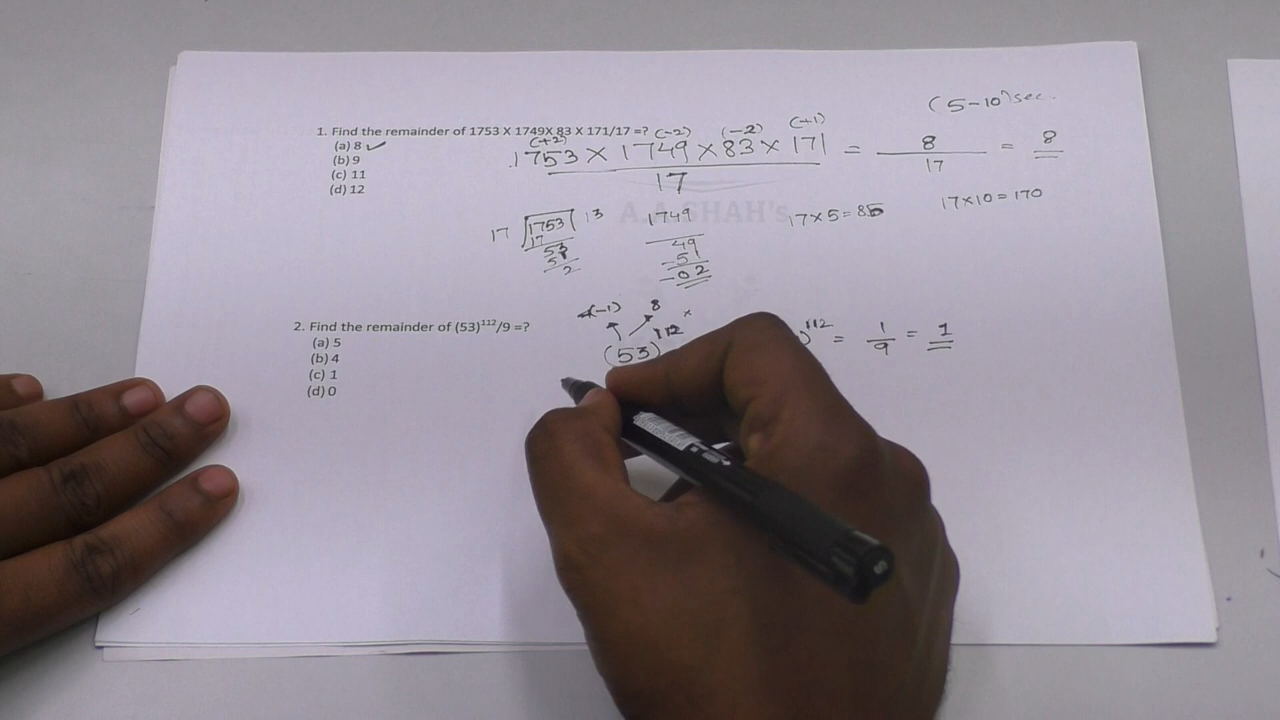 (5-10)sec.
1. Find the remainder of 1753 X 1749X 83 X 171/17 =?
(a) 8 ✓
(b) 9
(c) 11
(d) 12
(+2) (-2) (-2) (+1)
1753 × 1749 × 83 × 171 = 8 = 8
17 17
A.A SHAH's
17 1753 13
17
53
51
2
1749
49
-51
-02
17×5=85
17×10=170
2. Find the remainder of (53)¹¹²/9 =?
(a) 5
(b) 4
(c) 1
(d) 0
(-1) 8
(53)¹¹² )¹¹² = 1 = 1
9